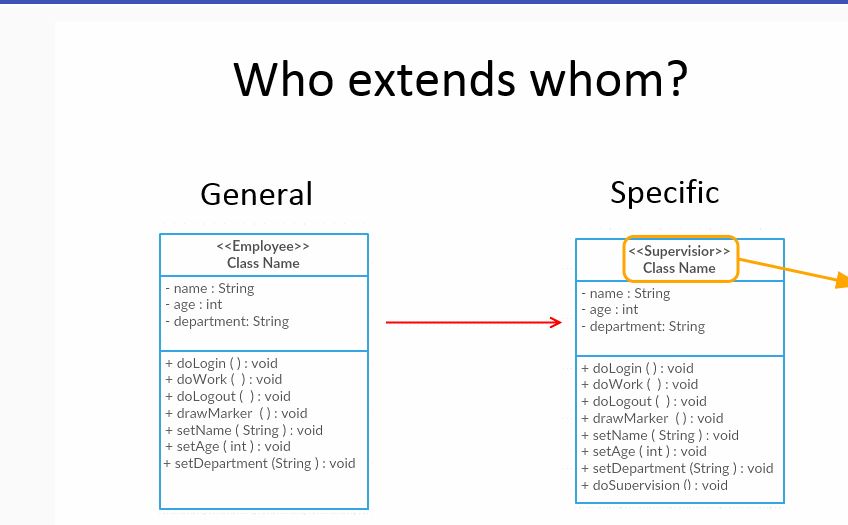 Who extends whom?
General
<<Employee>>
Class Name
- name : String
- age : int
- department: String
+ doLogin ( ) : void
+ doWork ( ) : void
+ doLogout ( ) : void
+ drawMarker ( ) : void
+ setName ( String ) : void
+ setAge ( int ) : void
+ setDepartment (String ) : void
Specific
<<Supervisior>>
Class Name
- name : String
- age : int
- department: String
+ doLogin ( ) : void
+ doWork ( ) : void
+ doLogout ( ) : void
+ drawMarker ( ) : void
+ setName ( String ) : void
+ setAge ( int ) : void
+ setDepartment (String ) : void
+ doSupervision () : void